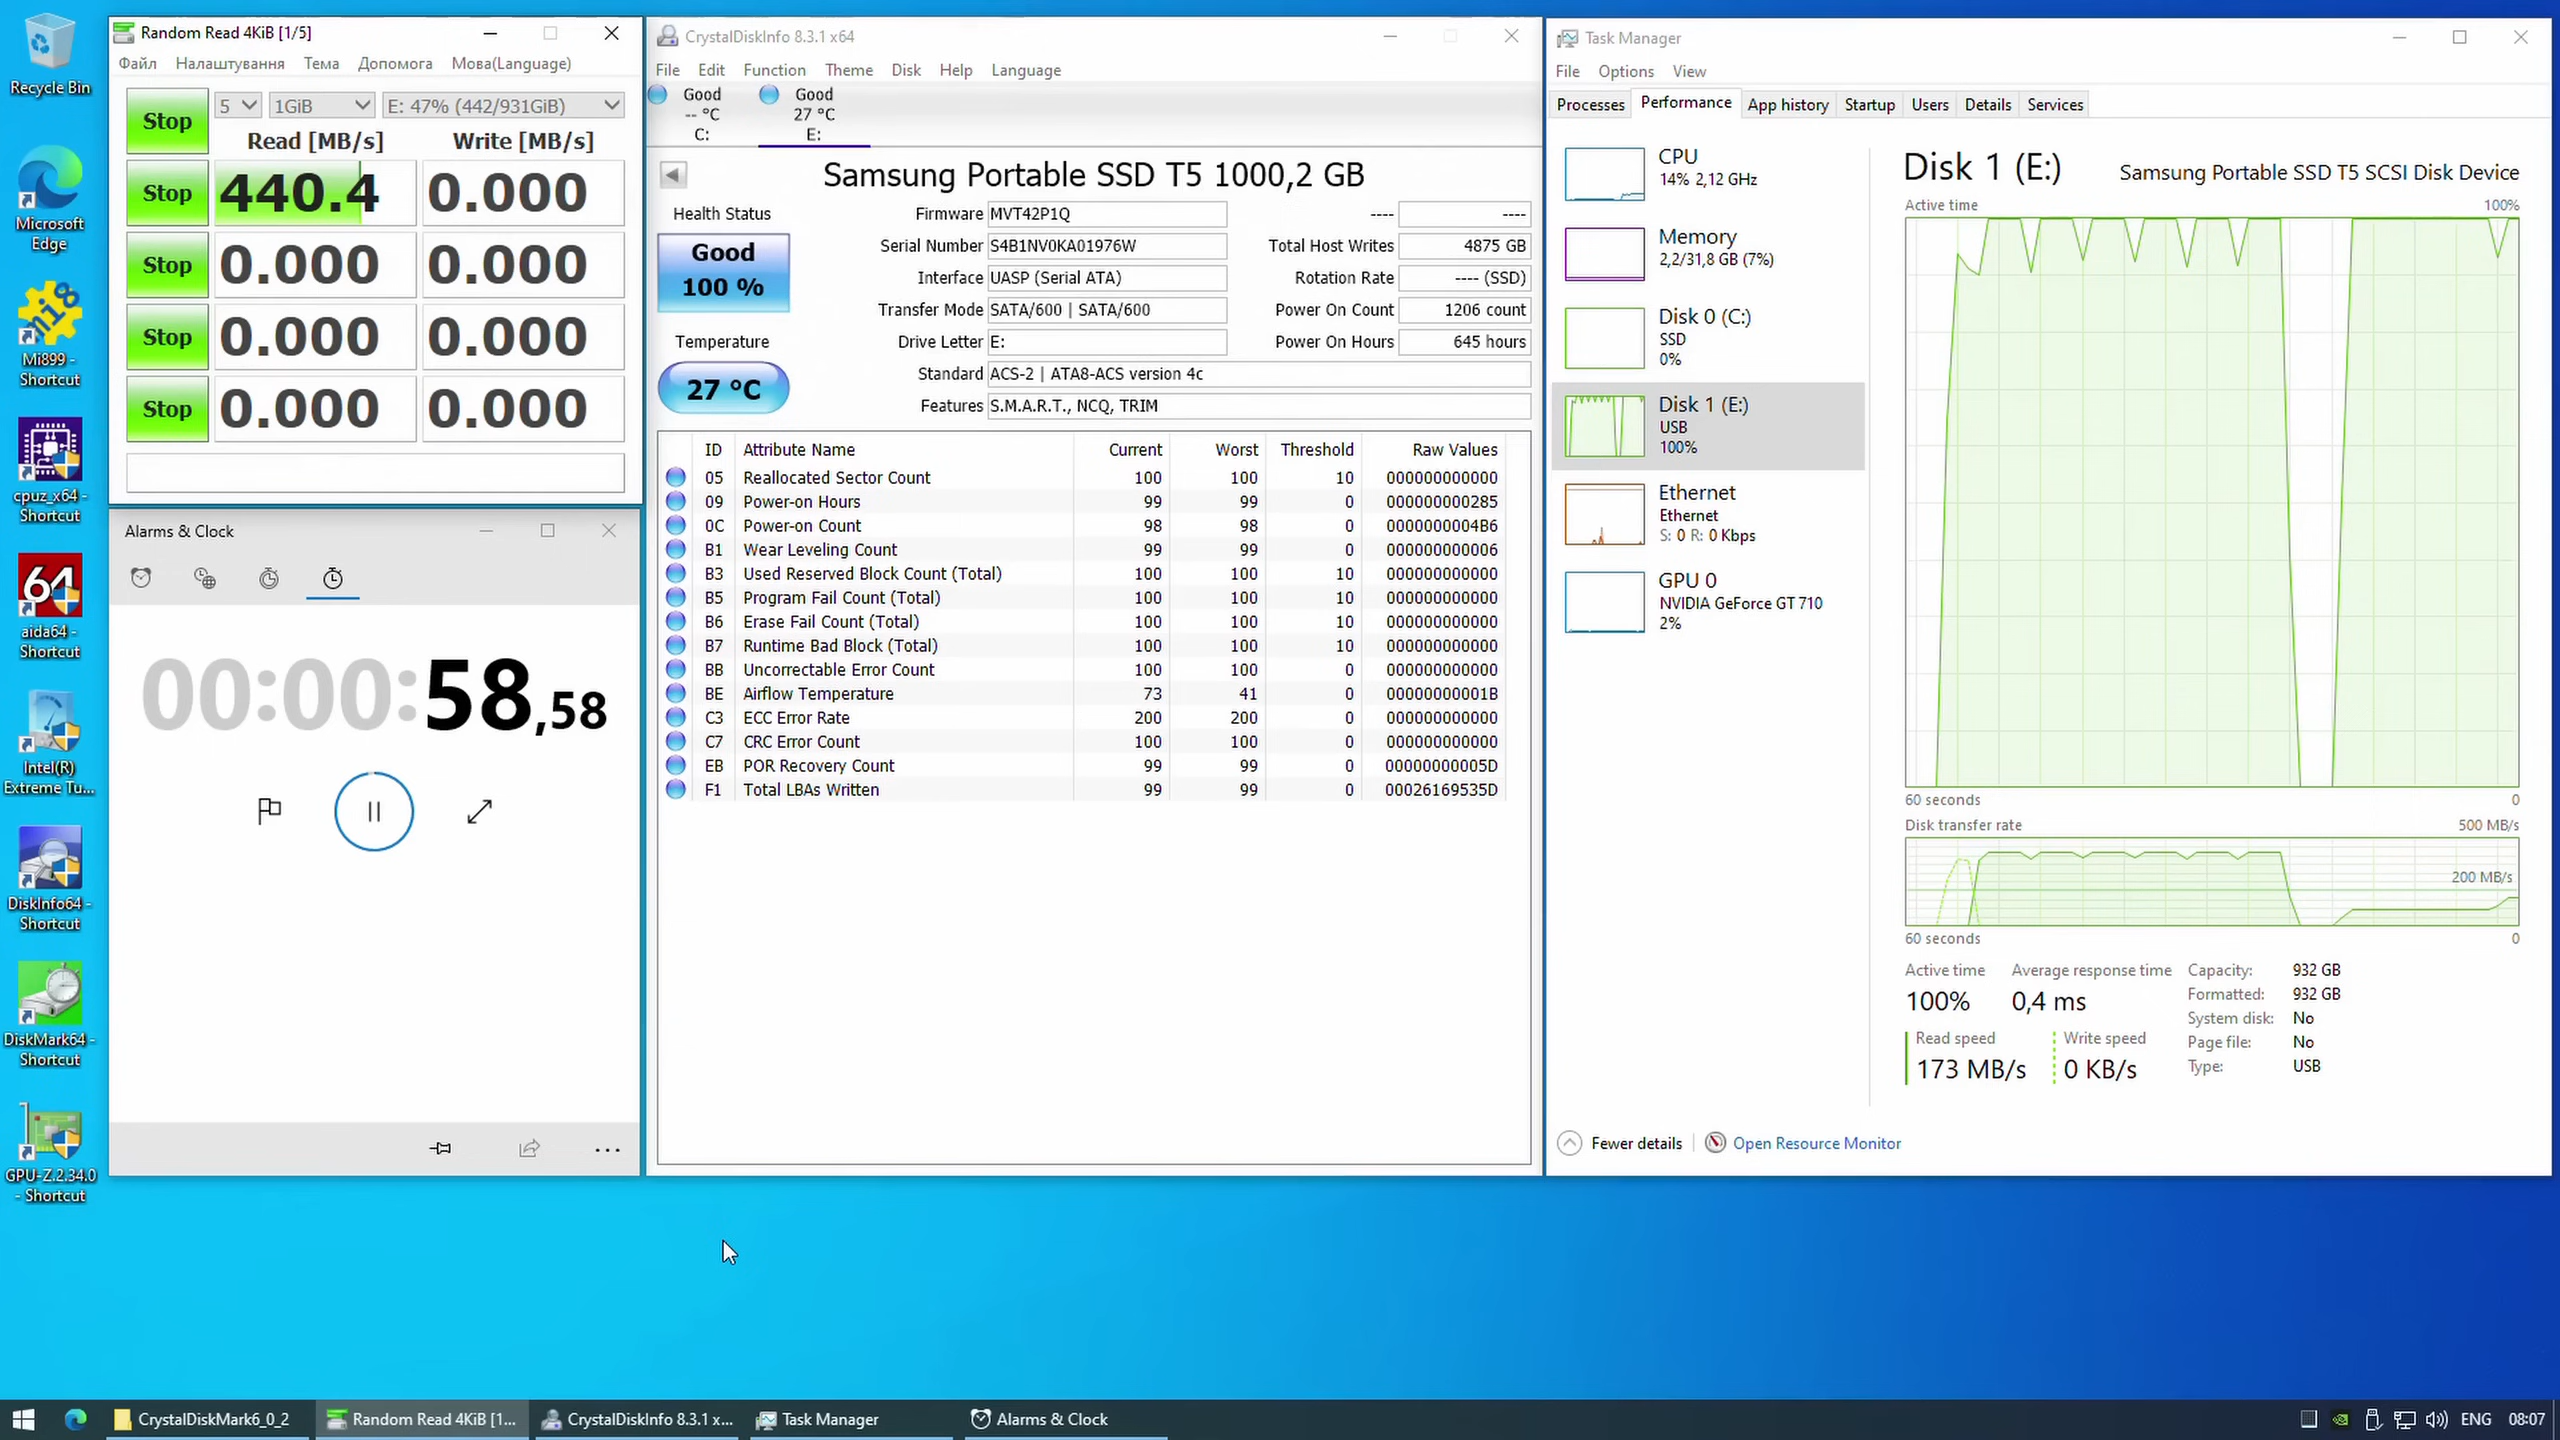 Recycle Bin
Microsoft
Edge
Mi899 -
Shortcut
cpuz_x64 -
Shortcut
64
aida64 -
Shortcut
Intel(R)
Extreme Tu...
DiskInfo64 -
Shortcut
DiskMark64 -
Shortcut
GPU-Z.2.34.0
- Shortcut
Random Read 4KiB [1/5]
Файл Налаштування Тема Допомога Мова(Language)
Stop 5 1GiB E: 47% (442/931GiB)
Read [MB/s] Write [MB/s]
Stop 440.4 0.000
Stop 0.000 0.000
Stop 0.000 0.000
Stop 0.000 0.000
Alarms & Clock
00:00:58,58
CrystalDiskInfo 8.3.1 x64
File Edit Function Theme Disk Help Language
Good Good
-- °C 27 °C
C: E:
Samsung Portable SSD T5 1000,2 GB
Health Status
Good
100 %
Temperature
27 °C
Firmware MVT42P1Q ---- ----
Serial Number S4B1NV0KA01976W Total Host Writes 4875 GB
Interface UASP (Serial ATA) Rotation Rate ---- (SSD)
Transfer Mode SATA/600 | SATA/600 Power On Count 1206 count
Drive Letter E: Power On Hours 645 hours
Standard ACS-2 | ATA8-ACS version 4c
Features S.M.A.R.T., NCQ, TRIM
ID Attribute Name Current Worst Threshold Raw Values
05 Reallocated Sector Count 100 100 10 000000000000
09 Power-on Hours 99 99 0 000000000285
0C Power-on Count 98 98 0 0000000004B6
B1 Wear Leveling Count 99 99 0 000000000006
B3 Used Reserved Block Count (Total) 100 100 10 000000000000
B5 Program Fail Count (Total) 100 100 10 000000000000
B6 Erase Fail Count (Total) 100 100 10 000000000000
B7 Runtime Bad Block (Total) 100 100 10 000000000000
BB Uncorrectable Error Count 100 100 0 000000000000
BE Airflow Temperature 73 41 0 00000000001B
C3 ECC Error Rate 200 200 0 000000000000
C7 CRC Error Count 100 100 0 000000000000
EB POR Recovery Count 99 99 0 00000000005D
F1 Total LBAs Written 99 99 0 00026169535D
Task Manager
File Options View
Processes Performance App history Startup Users Details Services
CPU
14% 2,12 GHz
Memory
2,2/31,8 GB (7%)
Disk 0 (C:)
SSD
0%
Disk 1 (E:)
USB
100%
Ethernet
Ethernet
S: 0 R: 0 Kbps
GPU 0
NVIDIA GeForce GT 710
2%
Disk 1 (E:) Samsung Portable SSD T5 SCSI Disk Device
Active time 100%
60 seconds 0
Disk transfer rate 500 MB/s
200 MB/s
60 seconds 0
Active time Average response time
100% 0,4 ms
Read speed Write speed
173 MB/s 0 KB/s
Capacity: 932 GB
Formatted: 932 GB
System disk: No
Page file: No
Type: USB
Fewer details Open Resource Monitor
CrystalDiskMark6_0_2 Random Read 4KiB [1... CrystalDiskInfo 8.3.1 x... Task Manager Alarms & Clock ENG 08:07